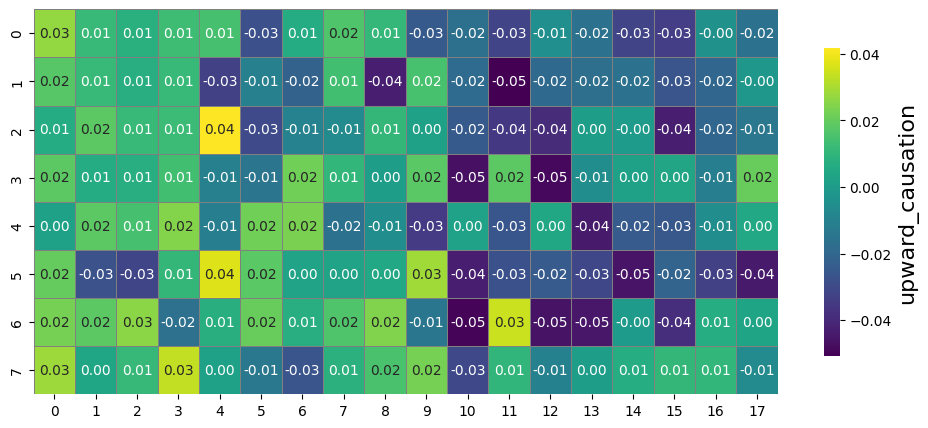 0 0.03 0.01 0.01 0.01 0.01 -0.03 0.01 0.02 0.01 -0.03 -0.02 -0.03 -0.01 -0.02 -0.03 -0.03 -0.00 -0.02
1 0.02 0.01 0.01 0.01 -0.03 -0.01 -0.02 0.01 -0.04 0.02 -0.02 -0.05 -0.02 -0.02 -0.02 -0.03 -0.02 -0.00
2 0.01 0.02 0.01 0.01 0.04 -0.03 -0.01 -0.01 0.01 0.00 -0.02 -0.04 -0.04 0.00 -0.00 -0.04 -0.02 -0.01
3 0.02 0.01 0.01 0.01 -0.01 -0.01 0.02 0.01 0.00 0.02 -0.05 0.02 -0.05 -0.01 0.00 0.00 -0.01 0.02
4 0.00 0.02 0.01 0.02 -0.01 0.02 0.02 -0.02 -0.01 -0.03 0.00 -0.03 0.00 -0.04 -0.02 -0.03 -0.01 0.00
5 0.02 -0.03 -0.03 0.01 0.04 0.02 0.00 0.00 0.00 0.03 -0.04 -0.03 -0.02 -0.03 -0.05 -0.02 -0.03 -0.04
6 0.02 0.02 0.03 -0.02 0.01 0.02 0.01 0.02 0.02 -0.01 -0.05 0.03 -0.05 -0.05 -0.00 -0.04 0.01 0.00
7 0.03 0.00 0.01 0.03 0.00 -0.01 -0.03 0.01 0.02 0.02 -0.03 0.01 -0.01 0.00 0.01 0.01 0.01 -0.01
0 1 2 3 4 5 6 7 8 9 10 11 12 13 14 15 16 17
0.04
0.02
0.00
−0.02
−0.04
upward_causation